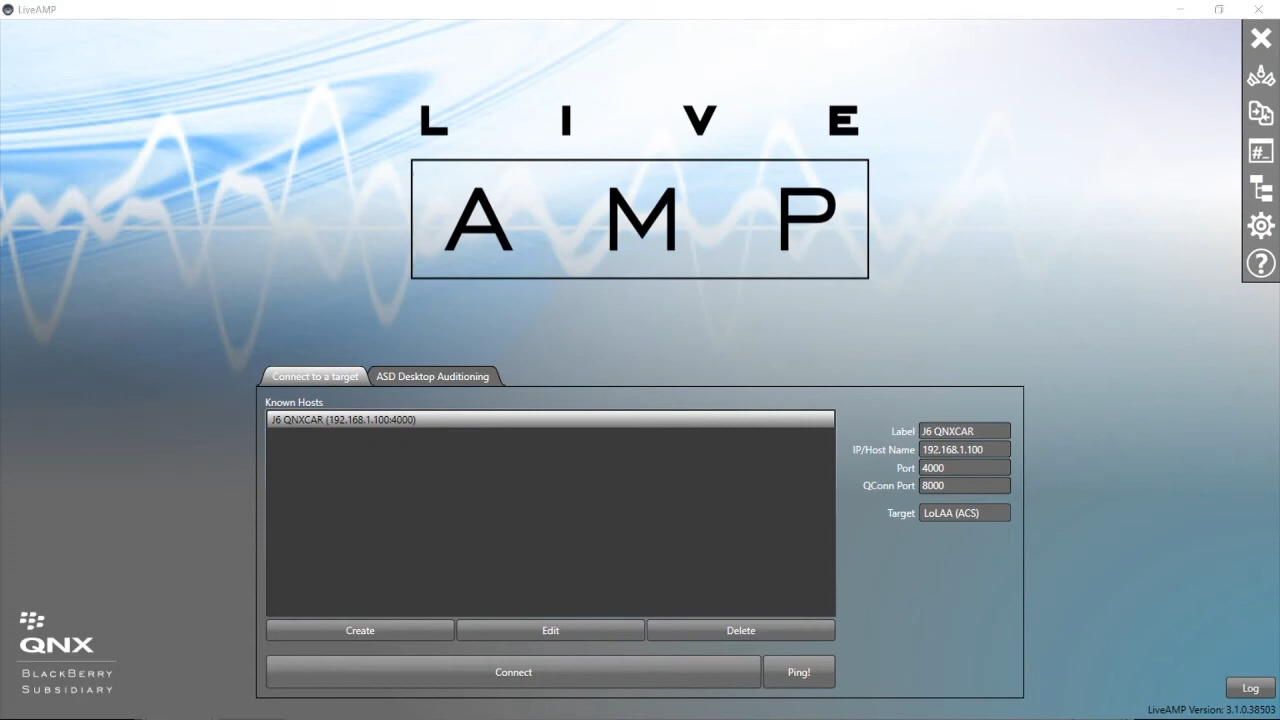 LiveAMP
LIVE
AMP
#_
?
Connect to a target
ASD Desktop Auditioning
Known Hosts
J6 QNXCAR (192.168.1.100:4000)
Label J6 QNXCAR
IP/Host Name 192.168.1.100
Port 4000
QConn Port 8000
Target LoLAA (ACS)
Create
Edit
Delete
Connect
Ping!
QNX
BLACKBERRY
SUBSIDIARY
Log
LiveAMP Version: 3.1.0.38503